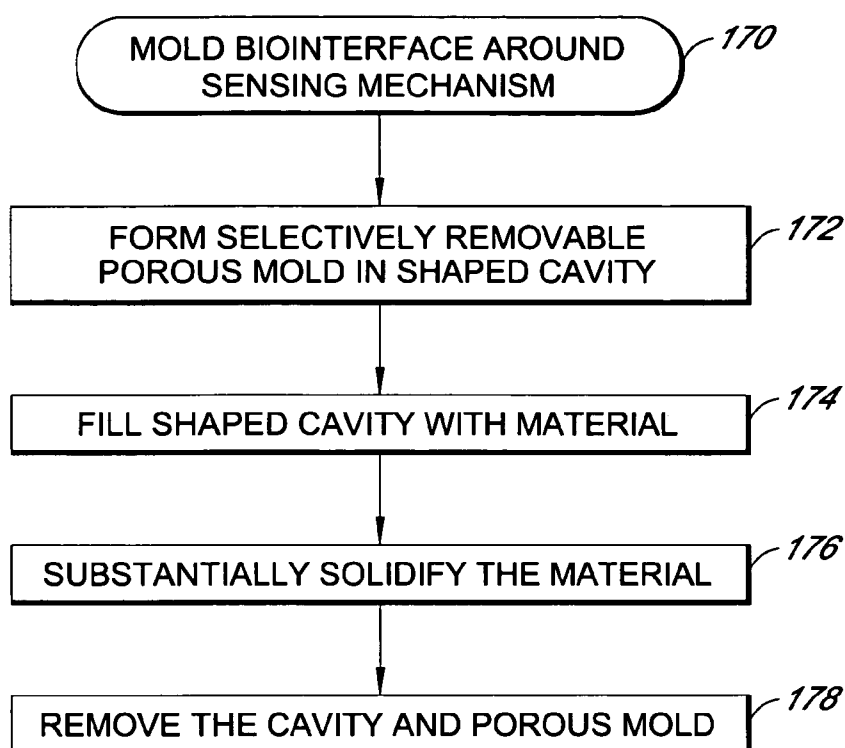 MOLD BIOINTERFACE AROUND
SENSING MECHANISM
170
FORM SELECTIVELY REMOVABLE
POROUS MOLD IN SHAPED CAVITY
172
FILL SHAPED CAVITY WITH MATERIAL
174
SUBSTANTIALLY SOLIDIFY THE MATERIAL
176
REMOVE THE CAVITY AND POROUS MOLD
178